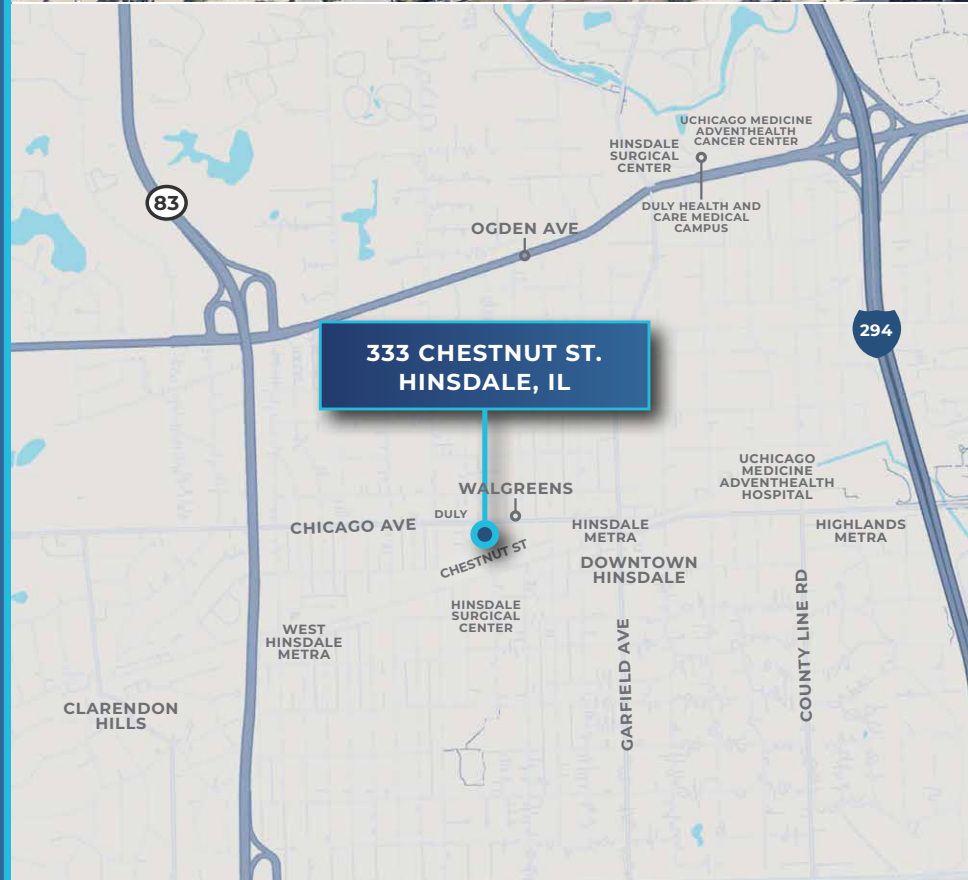 UCHICAGO MEDICINE
ADVENTHEALTH
CANCER CENTER
HINSDALE
SURGICAL
CENTER
83
DULY HEALTH AND
CARE MEDICAL
CAMPUS
OGDEN AVE
294
333 CHESTNUT ST.
HINSDALE, IL
UCHICAGO
MEDICINE
ADVENTHEALTH
HOSPITAL
WALGREENS
DULY
CHICAGO AVE
HINSDALE
METRA
HIGHLANDS
METRA
CHESTNUT ST
DOWNTOWN
HINSDALE
HINSDALE
SURGICAL
CENTER
WEST
HINSDALE
METRA
GARFIELD AVE
COUNTY LINE RD
CLARENDON
HILLS